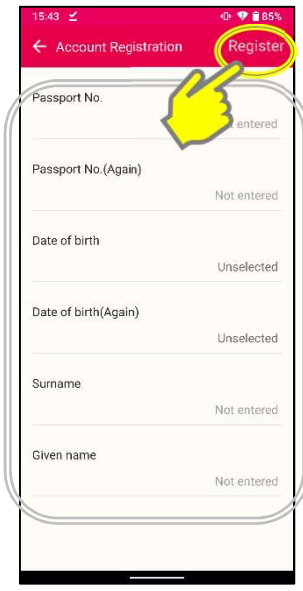 15:43 85%
← Account Registration Register
Passport No.
entered
Passport No.(Again)
Not entered
Date of birth
Unselected
Date of birth(Again)
Unselected
Surname
Not entered
Given name
Not entered